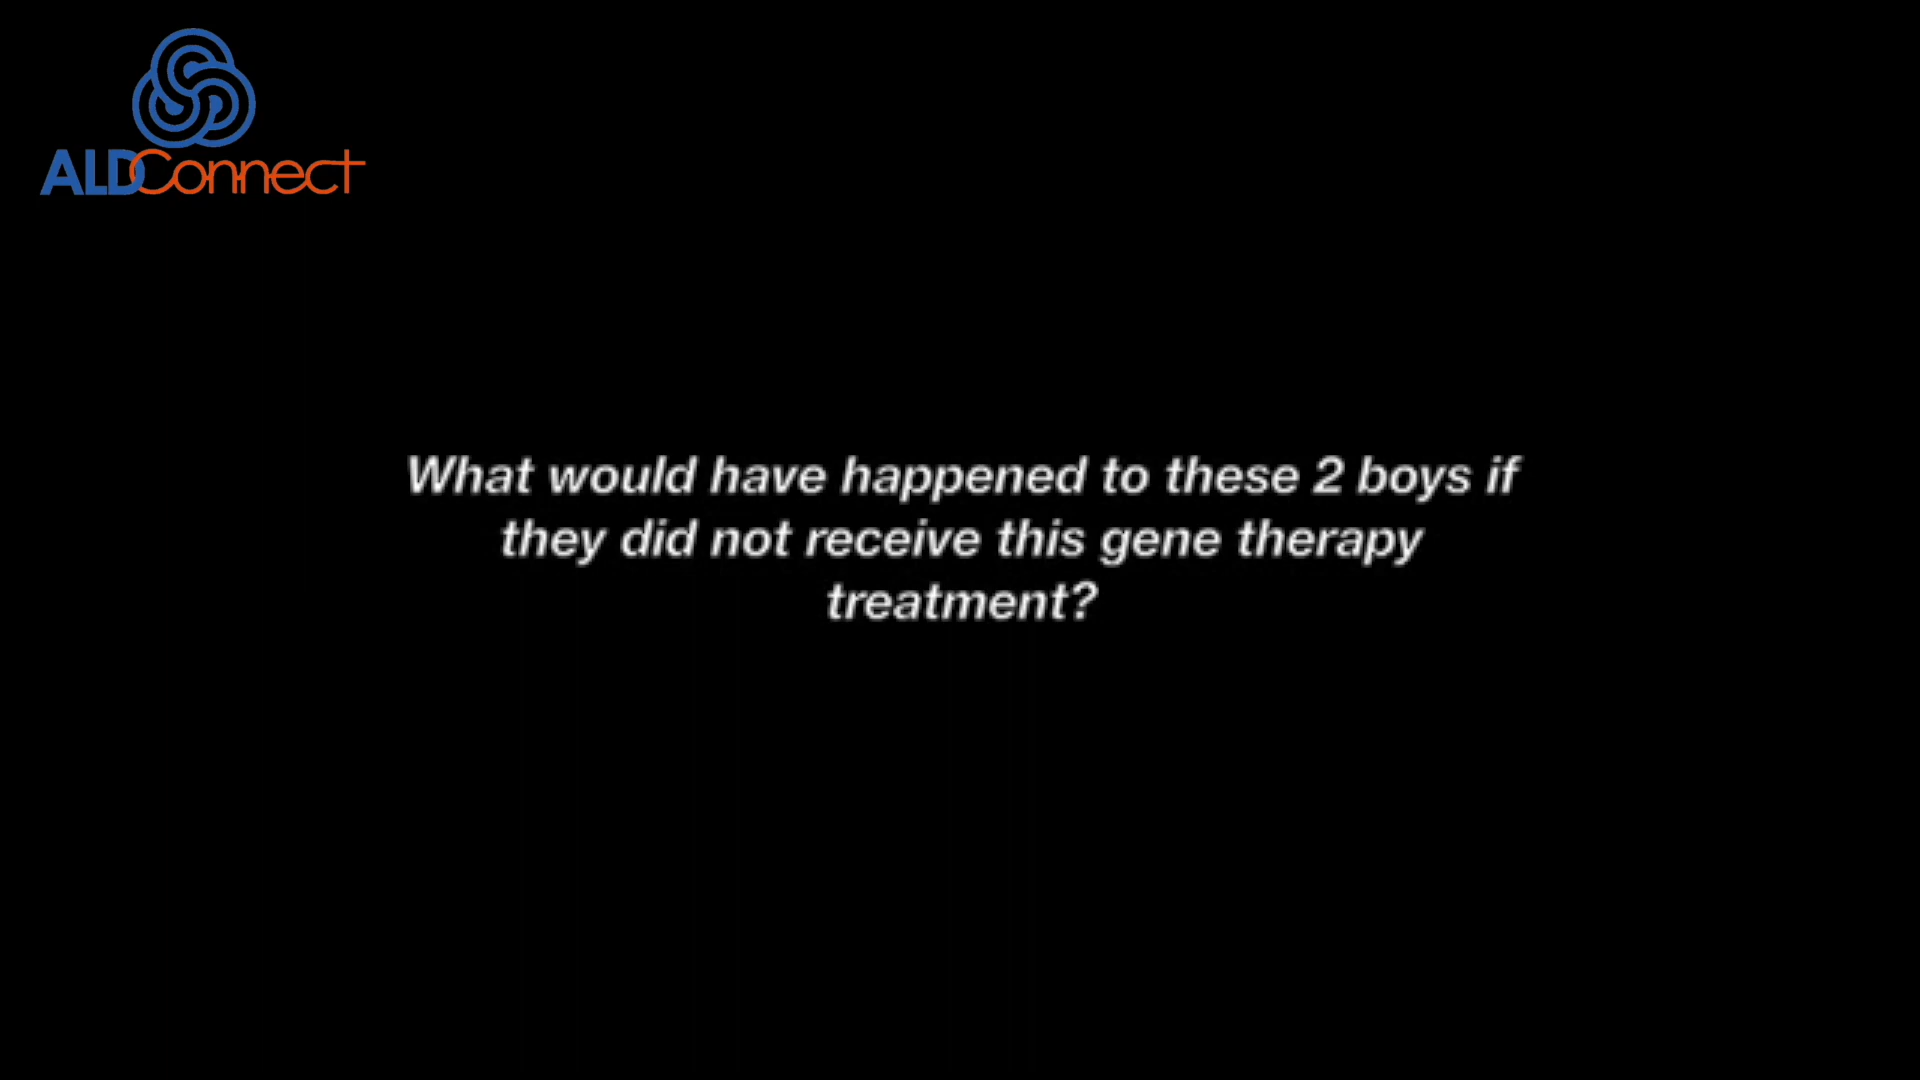 ALDConnect
What would have happened to these 2 boys if
they did not receive this gene therapy
treatment?